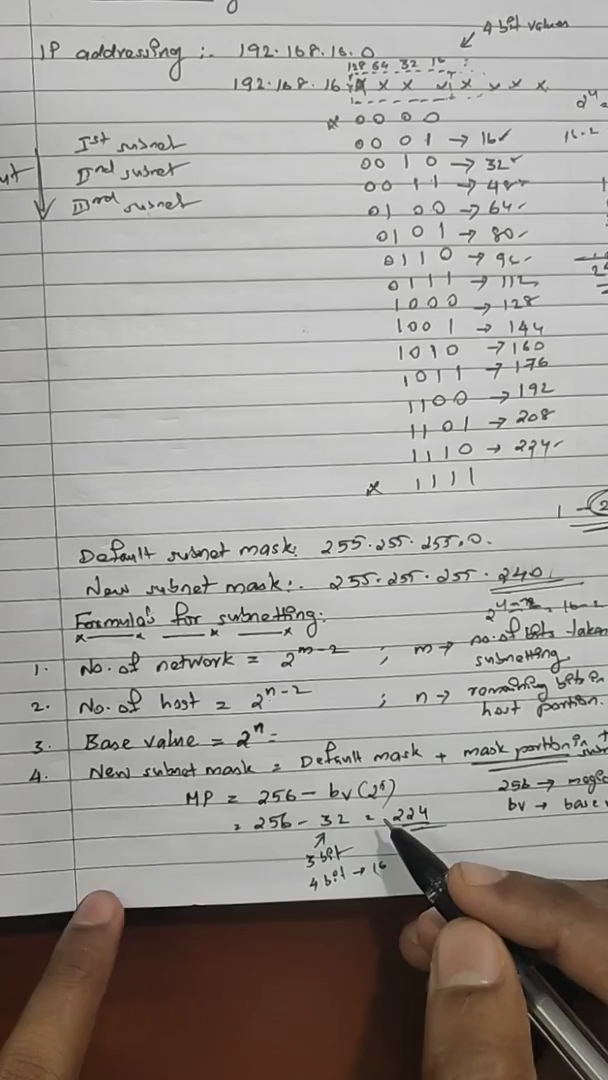 4 bit values
IP addressing :- 192.168.16.0
128 64 32 16
192.168.16. x x x x x x x x
x 0 0 0 0
Ist subnet 0 0 0 1 → 16
IInd subnet 0 0 1 0 → 32
IIIrd subnet 0 0 1 1 → 48
0 1 0 0 → 64
0 1 0 1 → 80
0 1 1 0 → 96
0 1 1 1 → 112
1 0 0 0 → 128
1 0 0 1 → 144
1 0 1 0 → 160
1 0 1 1 → 176
1 1 0 0 → 192
1 1 0 1 → 208
1 1 1 0 → 224
x 1 1 1 1
Default subnet mask: 255.255.255.0.
New subnet mask:- 255.255.255.240
Formula's for subnetting:
1. No. of network = 2^m-2 ; m → no. of bits taken
subnetting
2. No. of host = 2^n-2 ; n → remaining bits in
host portion.
3. Base value = 2^n =
4. New subnet mask = Default mask + mask portion in
MP = 256 - bv(2^n)
256 → magic
= 256 - 32 = 224
bv → base
3 bit
4 bit → 16